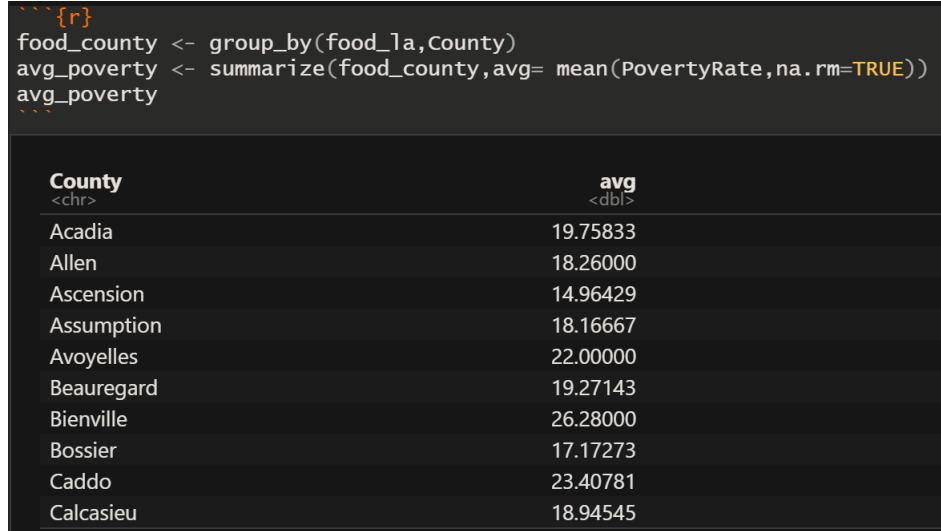 ```{r}
food_county <- group_by(food_la,County)
avg_poverty <- summarize(food_county,avg= mean(PovertyRate,na.rm=TRUE))
avg_poverty
```
County avg
<chr> <dbl>
Acadia 19.75833
Allen 18.26000
Ascension 14.96429
Assumption 18.16667
Avoyelles 22.00000
Beauregard 19.27143
Bienville 26.28000
Bossier 17.17273
Caddo 23.40781
Calcasieu 18.94545